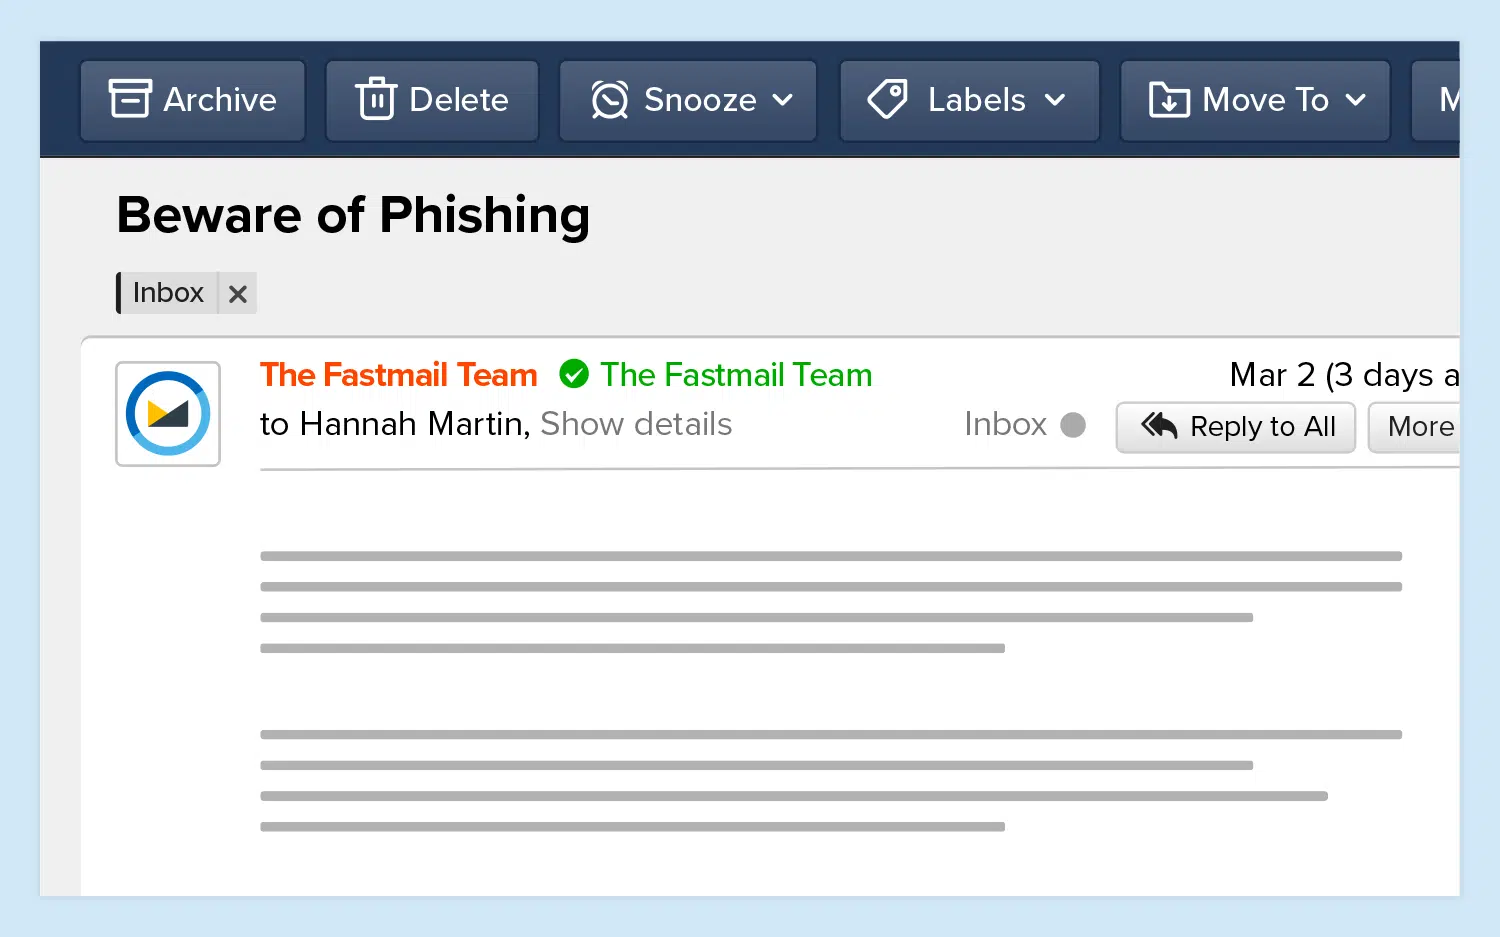 Archive Delete Snooze Labels Move To M
Beware of Phishing
Inbox
The Fastmail Team The Fastmail Team Mar 2 (3 days a
to Hannah Martin, Show details Inbox Reply to All More